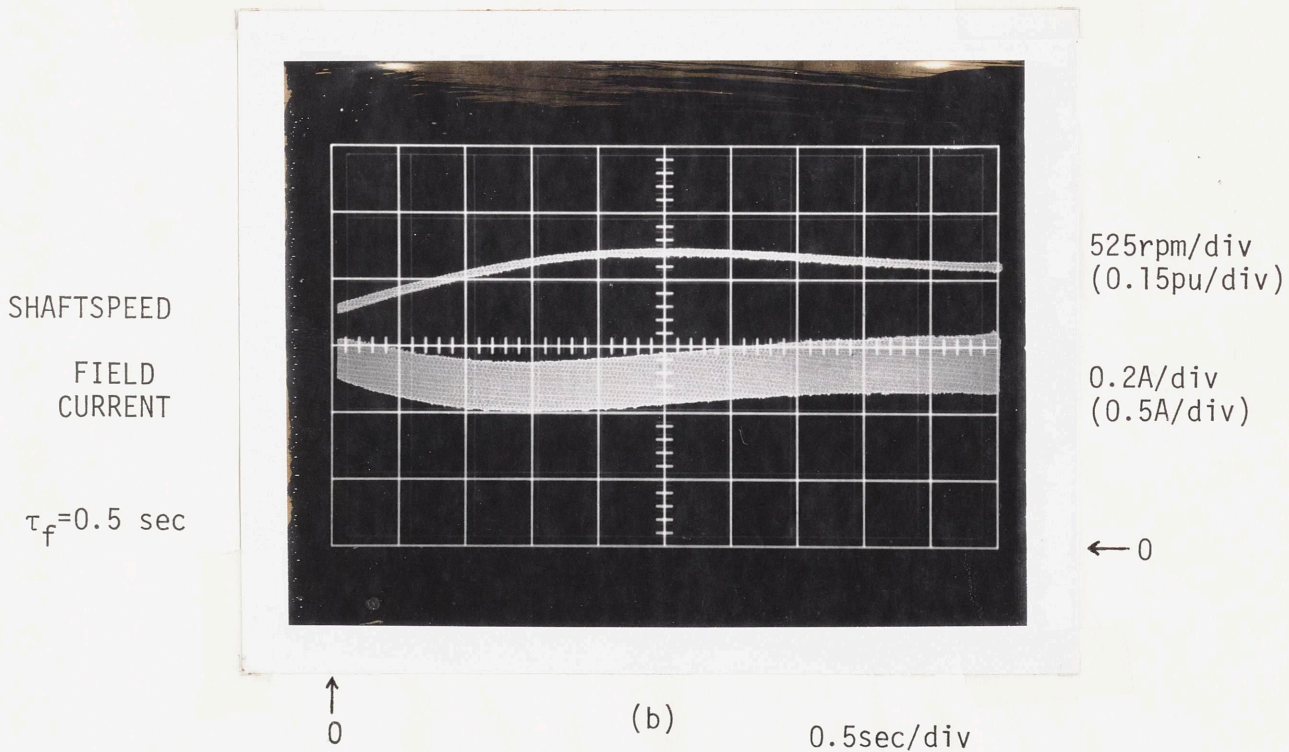 525rpm/div
(0.15pu/div)
SHAFTSPEED
FIELD
CURRENT
0.2A/div
(0.5A/div)
τf=0.5 sec
←0
↑
0
(b)
0.5sec/div